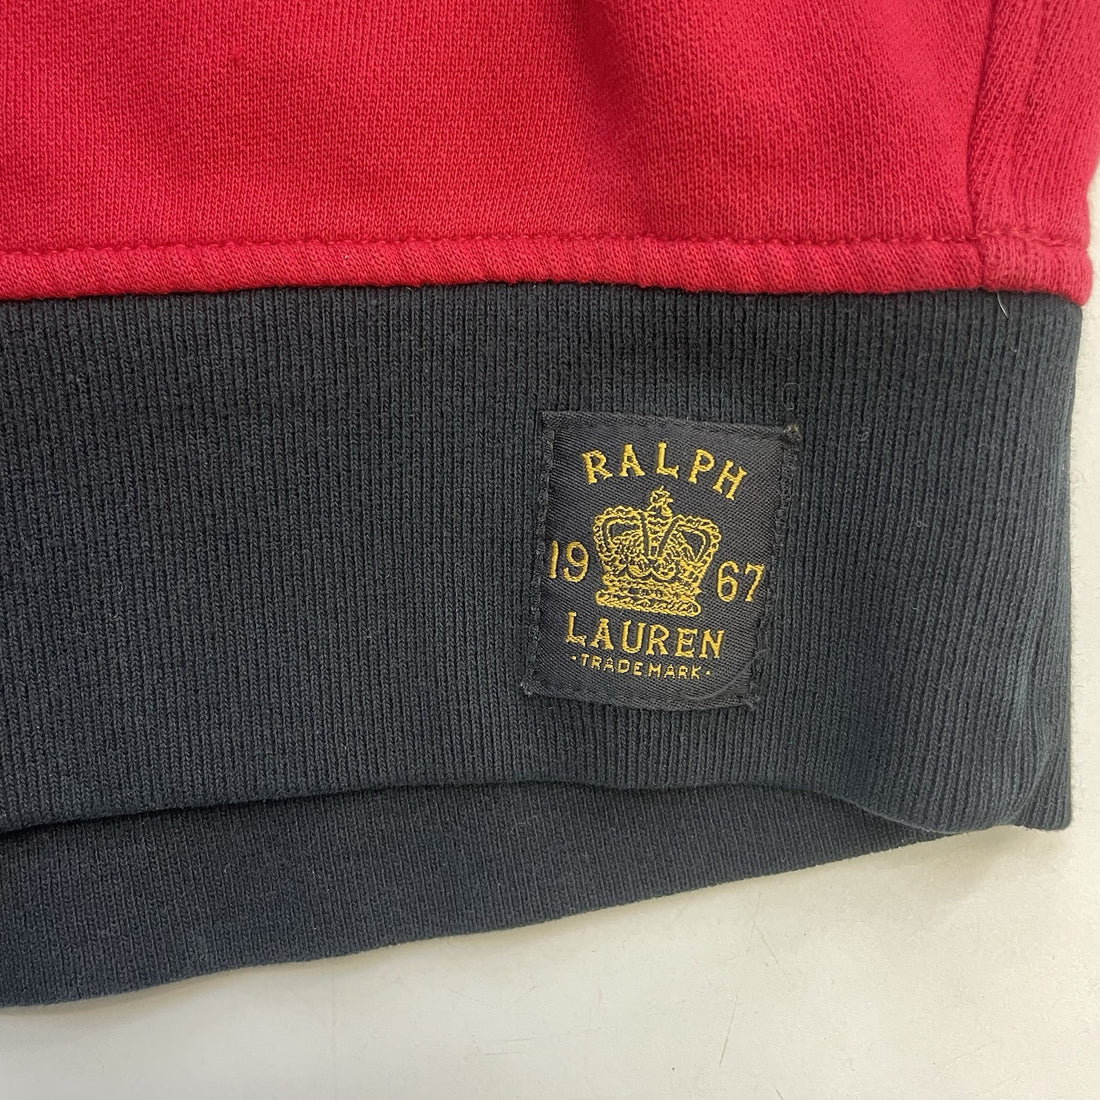 RALPH
19 67
LAUREN
·TRADEMARK·